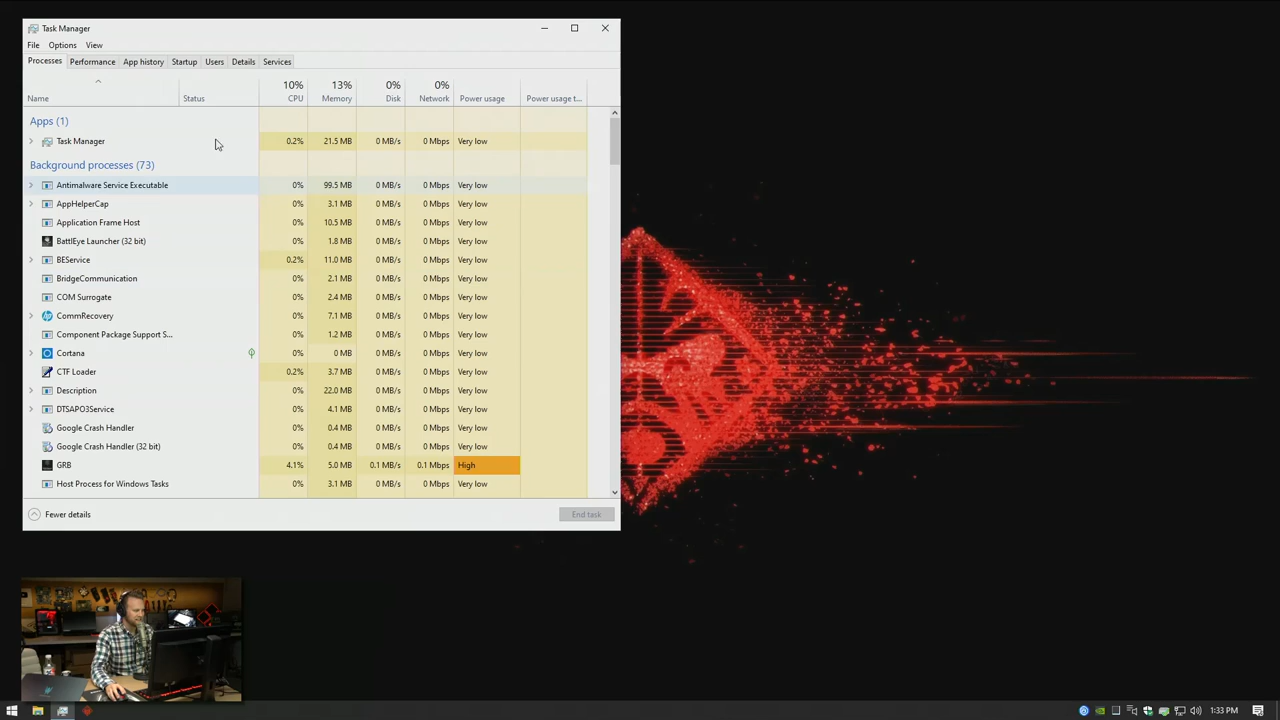 Task Manager
File Options View
Processes Performance App history Startup Users Details Services
10% 13% 0% 0%
Name Status CPU Memory Disk Network Power usage Power usage t...
Apps (1)
Task Manager 0.2% 21.5 MB 0 MB/s 0 Mbps Very low
Background processes (73)
Antimalware Service Executable 0% 99.5 MB 0 MB/s 0 Mbps Very low
AppHelperCap 0% 3.1 MB 0 MB/s 0 Mbps Very low
Application Frame Host 0% 10.5 MB 0 MB/s 0 Mbps Very low
BattlEye Launcher (32 bit) 0% 1.8 MB 0 MB/s 0 Mbps Very low
BEService 0.2% 11.0 MB 0 MB/s 0 Mbps Very low
BridgeCommunication 0% 2.1 MB 0 MB/s 0 Mbps Very low
COM Surrogate 0% 2.4 MB 0 MB/s 0 Mbps Very low
CommRecovery 0% 7.1 MB 0 MB/s 0 Mbps Very low
Component Package Support S... 0% 1.2 MB 0 MB/s 0 Mbps Very low
Cortana 0% 0 MB 0 MB/s 0 Mbps Very low
CTF Loader 0.2% 3.7 MB 0 MB/s 0 Mbps Very low
Description 0% 22.0 MB 0 MB/s 0 Mbps Very low
DTSAPO3Service 0% 4.1 MB 0 MB/s 0 Mbps Very low
Google Crash Handler 0% 0.4 MB 0 MB/s 0 Mbps Very low
Google Crash Handler (32 bit) 0% 0.4 MB 0 MB/s 0 Mbps Very low
GRB 4.1% 5.0 MB 0.1 MB/s 0.1 Mbps High
Host Process for Windows Tasks 0% 3.1 MB 0 MB/s 0 Mbps Very low
Fewer details End task
1:33 PM